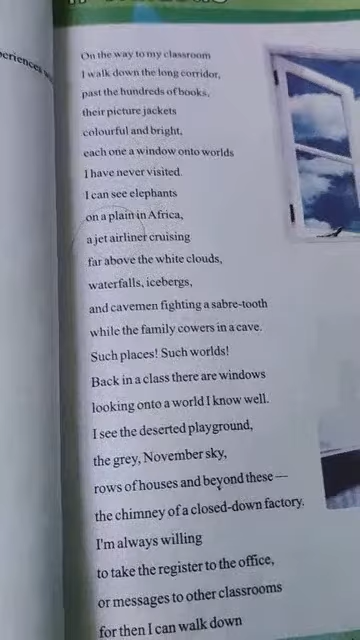 On the way to my classroom
I walk down the long corridor,
past the hundreds of books,
their picture jackets
colourful and bright,
each one a window onto worlds
I have never visited.
I can see elephants
on a plain in Africa,
a jet airliner cruising
far above the white clouds,
waterfalls, icebergs,
and cavemen fighting a sabre-tooth
while the family cowers in a cave.
Such places! Such worlds!
Back in a class there are windows
looking onto a world I know well.
I see the deserted playground,
the grey, November sky,
rows of houses and beyond these —
the chimney of a closed-down factory.
I'm always willing
to take the register to the office,
or messages to other classrooms
for then I can walk down